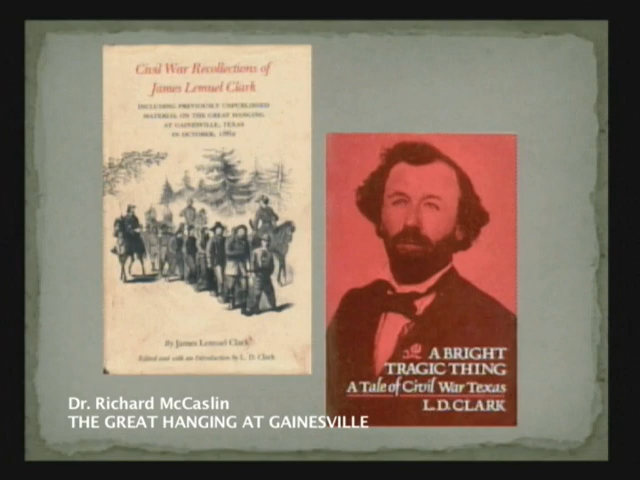 Civil War Recollections of
James Lemuel Clark
INCLUDING PREVIOUSLY UNPUBLISHED
MATERIAL ON THE GREAT HANGING
AT GAINESVILLE, TEXAS
IN OCTOBER, 1862
By James Lemuel Clark
Edited and with an Introduction by L. D. Clark
A BRIGHT
TRAGIC THING
A Tale of Civil War Texas
L.D. CLARK
Dr. Richard McCaslin
THE GREAT HANGING AT GAINESVILLE